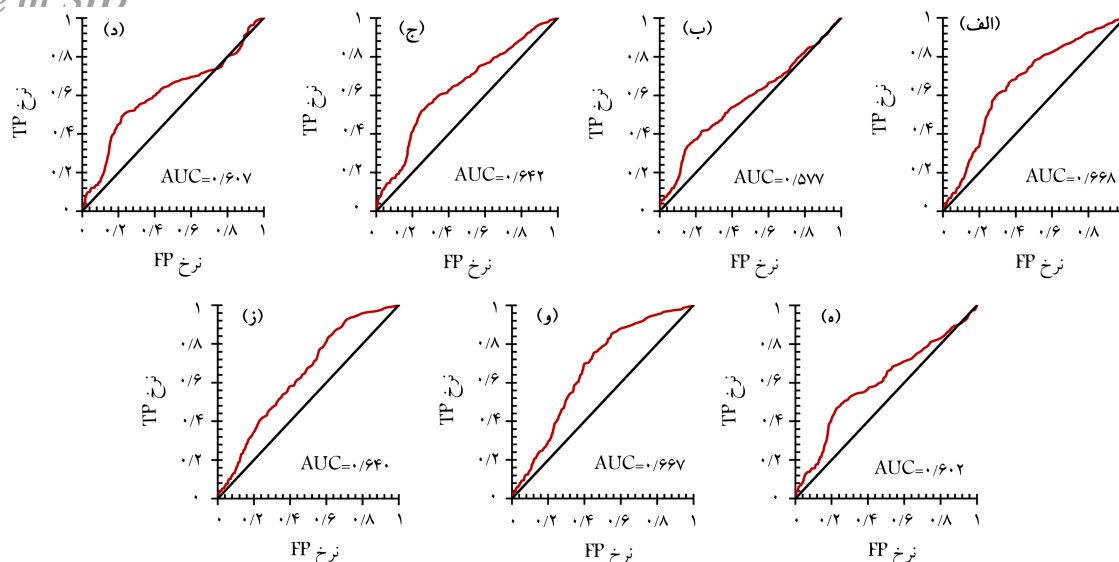 (الف)
۱
۰/۸
۰/۶
۰/۴
۰/۲
۰
نرخ TP
AUC=۰/۶۶۸
۰ ۰/۲ ۰/۴ ۰/۶ ۰/۸
نرخ FP
(ب)
۱
۰/۸
۰/۶
۰/۴
۰/۲
۰
نرخ TP
AUC=۰/۵۷۷
۰ ۰/۲ ۰/۴ ۰/۶ ۰/۸ ۱
نرخ FP
(ج)
۱
۰/۸
۰/۶
۰/۴
۰/۲
۰
نرخ TP
AUC=۰/۶۴۲
۰ ۰/۲ ۰/۴ ۰/۶ ۰/۸ ۱
نرخ FP
(د)
۱
۰/۸
۰/۶
۰/۴
۰/۲
۰
نرخ TP
AUC=۰/۶۰۷
۰ ۰/۲ ۰/۴ ۰/۶ ۰/۸ ۱
نرخ FP
(ه)
۱
۰/۸
۰/۶
۰/۴
۰/۲
۰
نرخ TP
AUC=۰/۶۰۲
۰ ۰/۲ ۰/۴ ۰/۶ ۰/۸ ۱
نرخ FP
(و)
۱
۰/۸
۰/۶
۰/۴
۰/۲
۰
نرخ TP
AUC=۰/۶۶۷
۰ ۰/۲ ۰/۴ ۰/۶ ۰/۸ ۱
نرخ FP
(ز)
۱
۰/۸
۰/۶
۰/۴
۰/۲
۰
نرخ TP
AUC=۰/۶۴۰
۰ ۰/۲ ۰/۴ ۰/۶ ۰/۸ ۱
نرخ FP